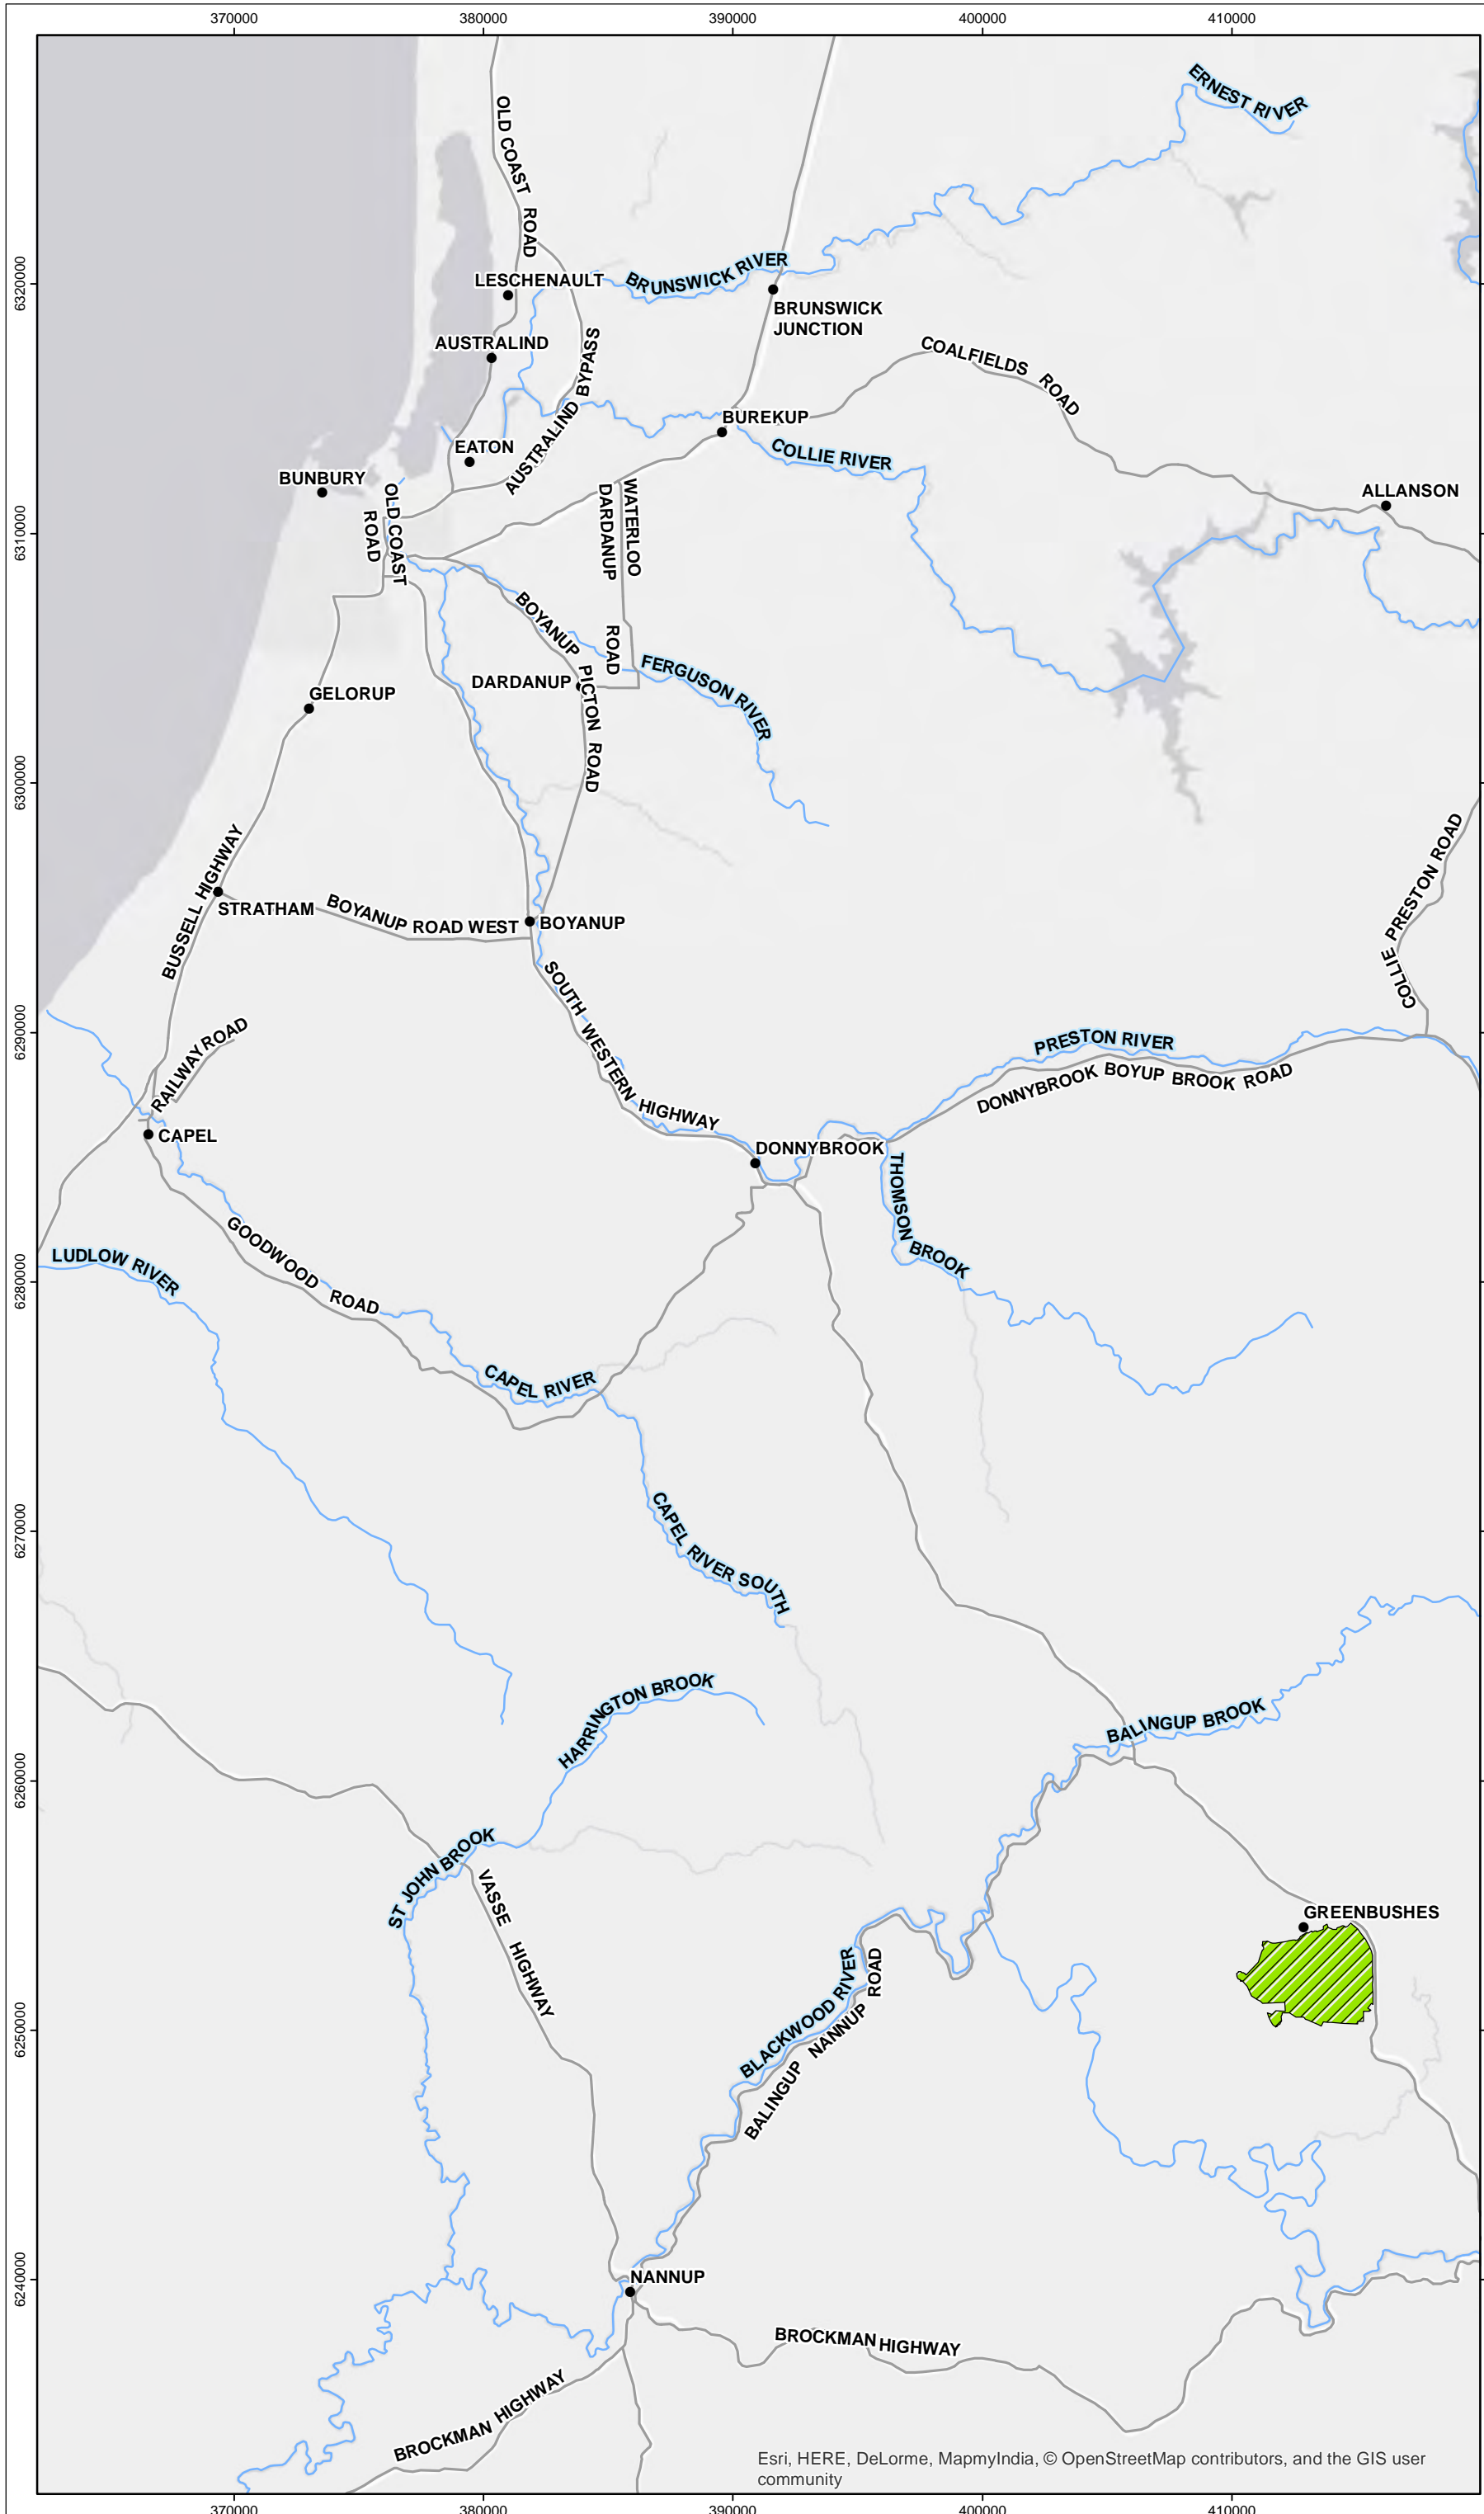 370000
380000
390000
400000
410000
ERNEST RIVER
OLD COAST ROAD
6320000
LESCHENAULT
BRUNSWICK RIVER
BRUNSWICK
JUNCTION
AUSTRALIND
AUSTRALIND BYPASS
COALFIELDS ROAD
BUREKUP
EATON
COLLIE RIVER
BUNBURY
ALLANSON
OLD COAST
ROAD
WATERLOO
DARDANUP
ROAD
6310000
BOYANUP PICTON ROAD
FERGUSON RIVER
DARDANUP
GELORUP
6300000
BUSSELL HIGHWAY
COLLIE PRESTON ROAD
STRATHAM
BOYANUP ROAD WEST
BOYANUP
SOUTH WESTERN HIGHWAY
6290000
RAILWAY ROAD
PRESTON RIVER
DONNYBROOK BOYUP BROOK ROAD
CAPEL
DONNYBROOK
THOMSON BROOK
GOODWOOD ROAD
LUDLOW RIVER
6280000
CAPEL RIVER
CAPEL RIVER SOUTH
6270000
HARRINGTON BROOK
BALINGUP BROOK
6260000
ST JOHN BROOK
VASSE HIGHWAY
GREENBUSHES
BLACKWOOD RIVER
BALINGUP NANNUP ROAD
6250000
6240000
NANNUP
BROCKMAN HIGHWAY
BROCKMAN HIGHWAY
Esri, HERE, DeLorme, MapmyIndia, © OpenStreetMap contributors, and the GIS user
community
370000
380000
390000
400000
410000